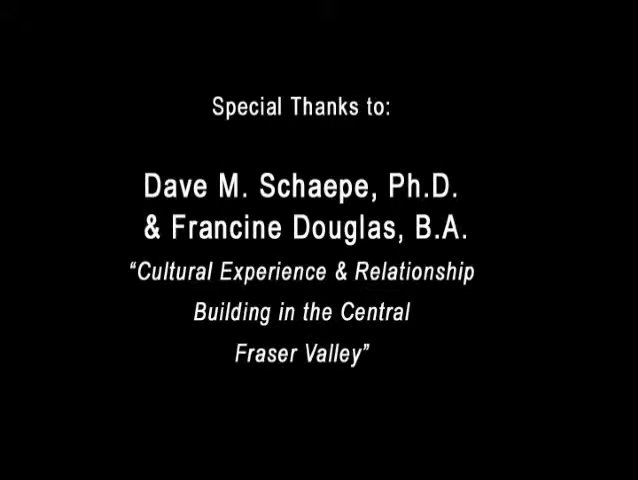 Special Thanks to:
Dave M. Schaepe, Ph.D.
& Francine Douglas, B.A.
“Cultural Experience & Relationship
Building in the Central
Fraser Valley”